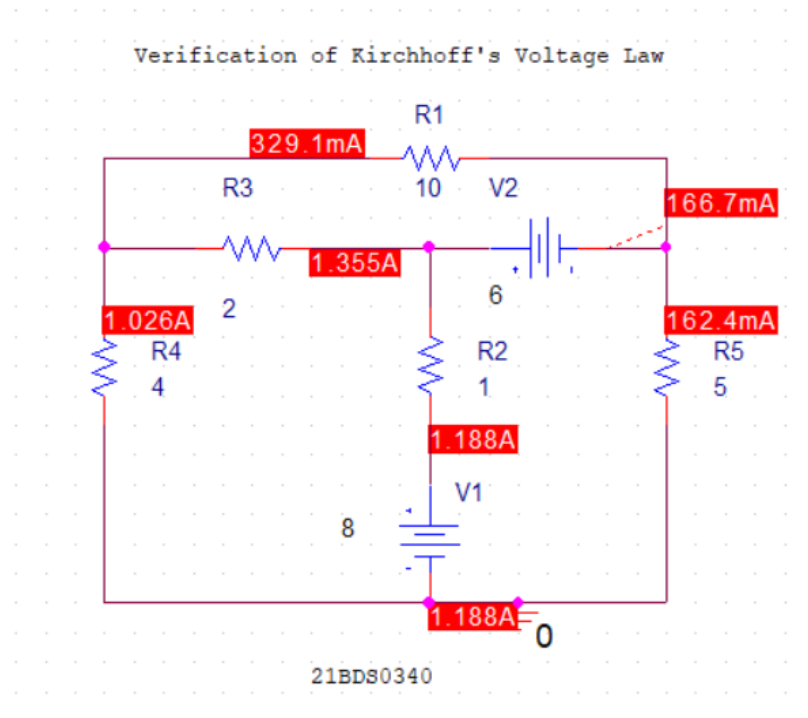 Verification of Kirchhoff's Voltage Law
R1
329.1mA
R3
10
V2
166.7mA
1.355A
6
2
1.026A
162.4mA
R4
R2
R5
4
1
5
1.188A
V1
8
1.188A
0
21BDS0340